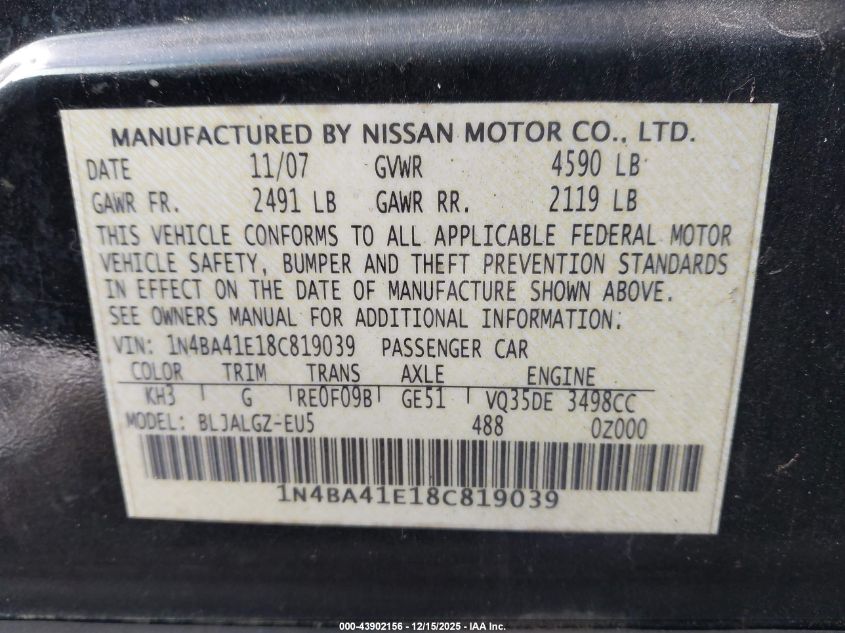 MANUFACTURED BY NISSAN MOTOR CO., LTD.
DATE 11/07 GVWR 4590 LB
GAWR FR. 2491 LB GAWR RR. 2119 LB
THIS VEHICLE CONFORMS TO ALL APPLICABLE FEDERAL MOTOR
VEHICLE SAFETY, BUMPER AND THEFT PREVENTION STANDARDS
IN EFFECT ON THE DATE OF MANUFACTURE SHOWN ABOVE.
SEE OWNERS MANUAL FOR ADDITIONAL INFORMATION:
VIN: 1N4BA41E18C819039 PASSENGER CAR
COLOR TRIM TRANS AXLE ENGINE
KH3 G RE0F09B GE51 VQ35DE 3498CC
MODEL: BLJALGZ-EU5 488 0Z000
1N4BA41E18C819039
000-43902156 - 12/15/2025 - IAA Inc.